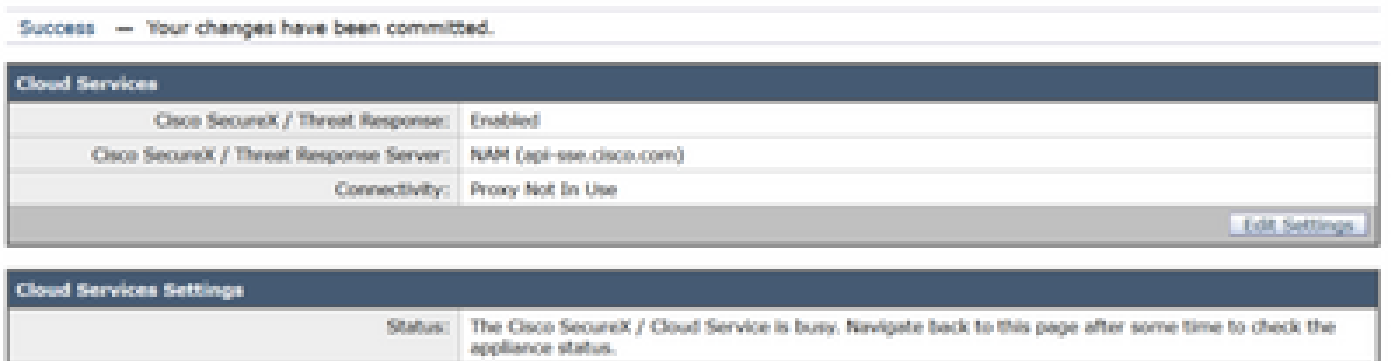 Success — Your changes have been committed.
Cloud Services
Cisco SecureX / Threat Response: Enabled
Cisco SecureX / Threat Response Server: NAM (api-sse.cisco.com)
Connectivity: Proxy Not In Use
Edit Settings
Cloud Services Settings
Status: The Cisco SecureX / Cloud Service is busy. Navigate back to this page after some time to check the
appliance status.